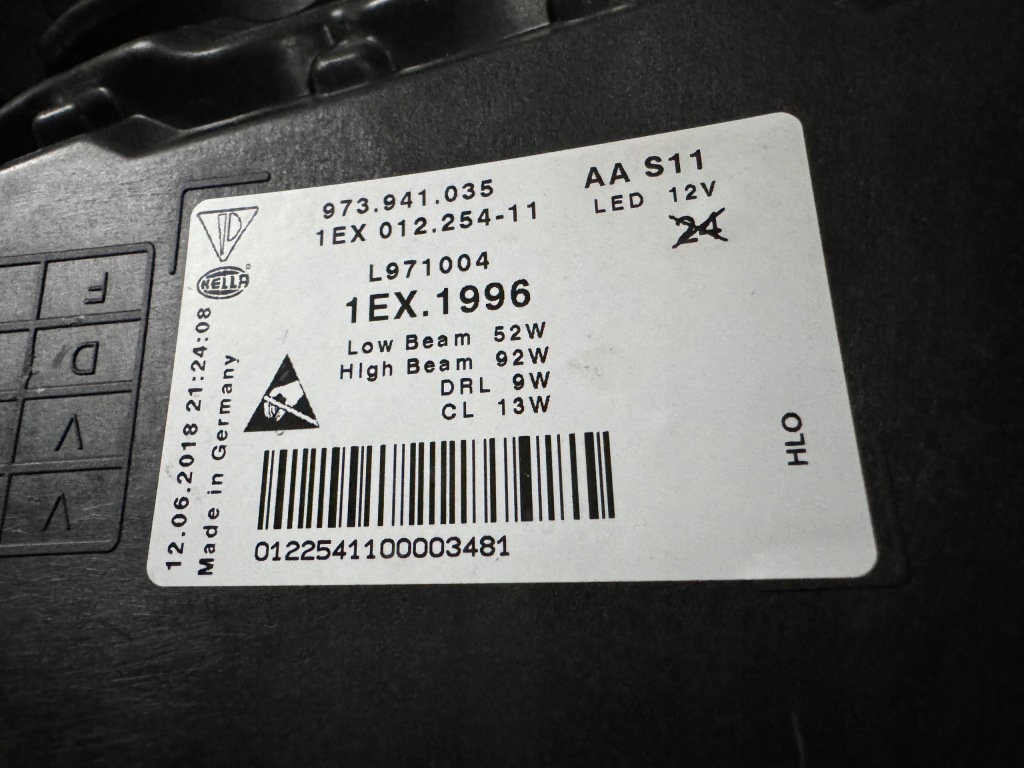 973.941.035
1EX 012.254-11
AA S11
LED 12V
24
HELLA
L971004
1EX.1996
Low Beam 52W
High Beam 92W
DRL 9W
CL 13W
12.06.2018 21:24:08
Made in Germany
0122541100003481
HLO
F
D
V
V